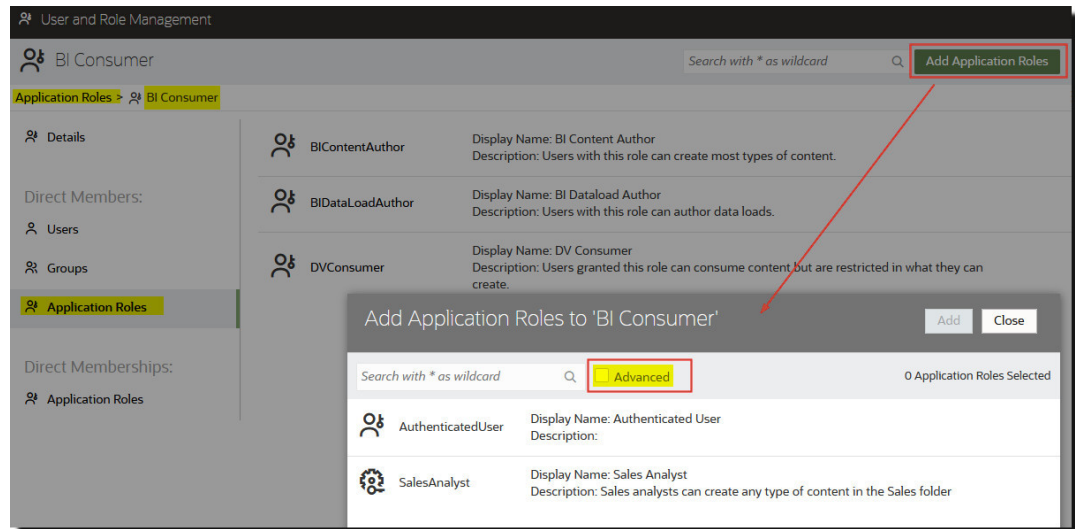 User and Role Management
BI Consumer
Search with * as wildcard
Add Application Roles
Application Roles > BI Consumer
Details
Direct Members:
Users
Groups
Application Roles
Direct Memberships:
Application Roles
BIContentAuthor
Display Name: BI Content Author
Description: Users with this role can create most types of content.
BIDataLoadAuthor
Display Name: BI Dataload Author
Description: Users with this role can author data loads.
DVConsumer
Display Name: DV Consumer
Description: Users granted this role can consume content but are restricted in what they can
create.
Add Application Roles to 'BI Consumer'
Add
Close
Search with * as wildcard
Advanced
0 Application Roles Selected
AuthenticatedUser
Display Name: Authenticated User
Description:
SalesAnalyst
Display Name: Sales Analyst
Description: Sales analysts can create any type of content in the Sales folder